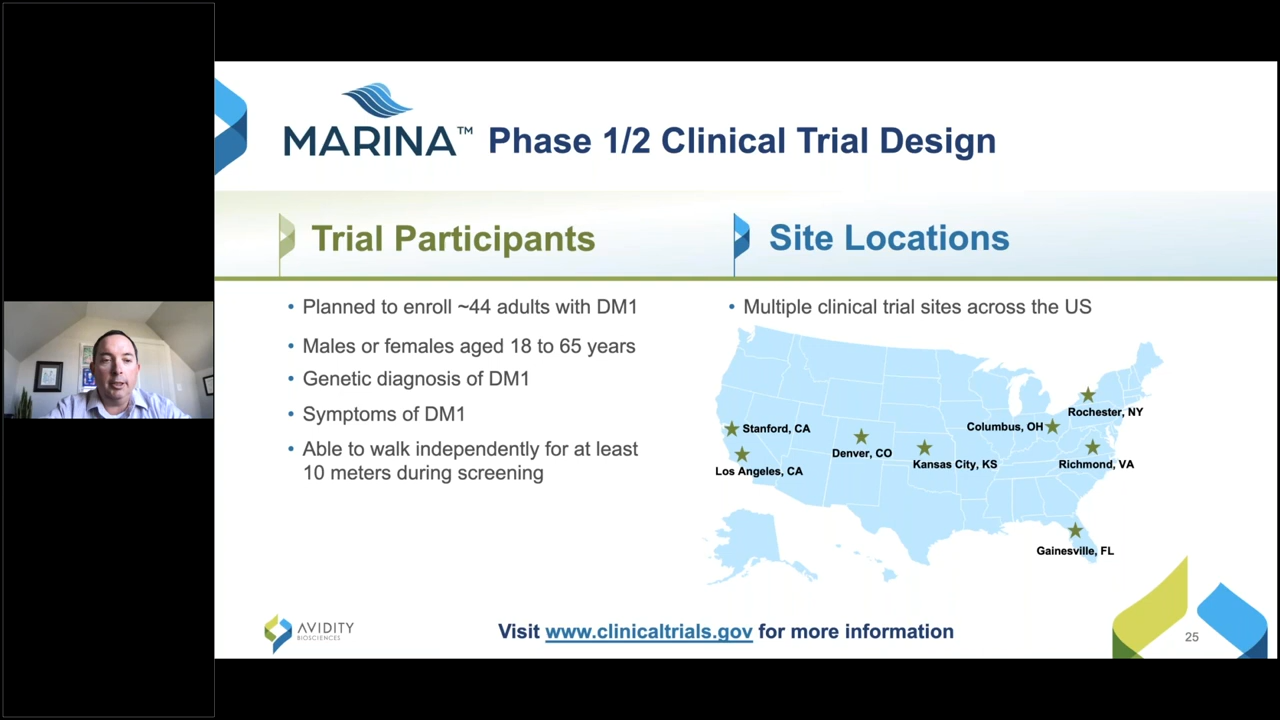 MARINA™ Phase 1/2 Clinical Trial Design
Trial Participants
• Planned to enroll ~44 adults with DM1
• Males or females aged 18 to 65 years
• Genetic diagnosis of DM1
• Symptoms of DM1
• Able to walk independently for at least
10 meters during screening
Site Locations
• Multiple clinical trial sites across the US
Rochester, NY
Columbus, OH
Stanford, CA
Denver, CO
Kansas City, KS
Richmond, VA
Los Angeles, CA
Gainesville, FL
AVIDITY
BIOSCIENCES
Visit www.clinicaltrials.gov for more information
25